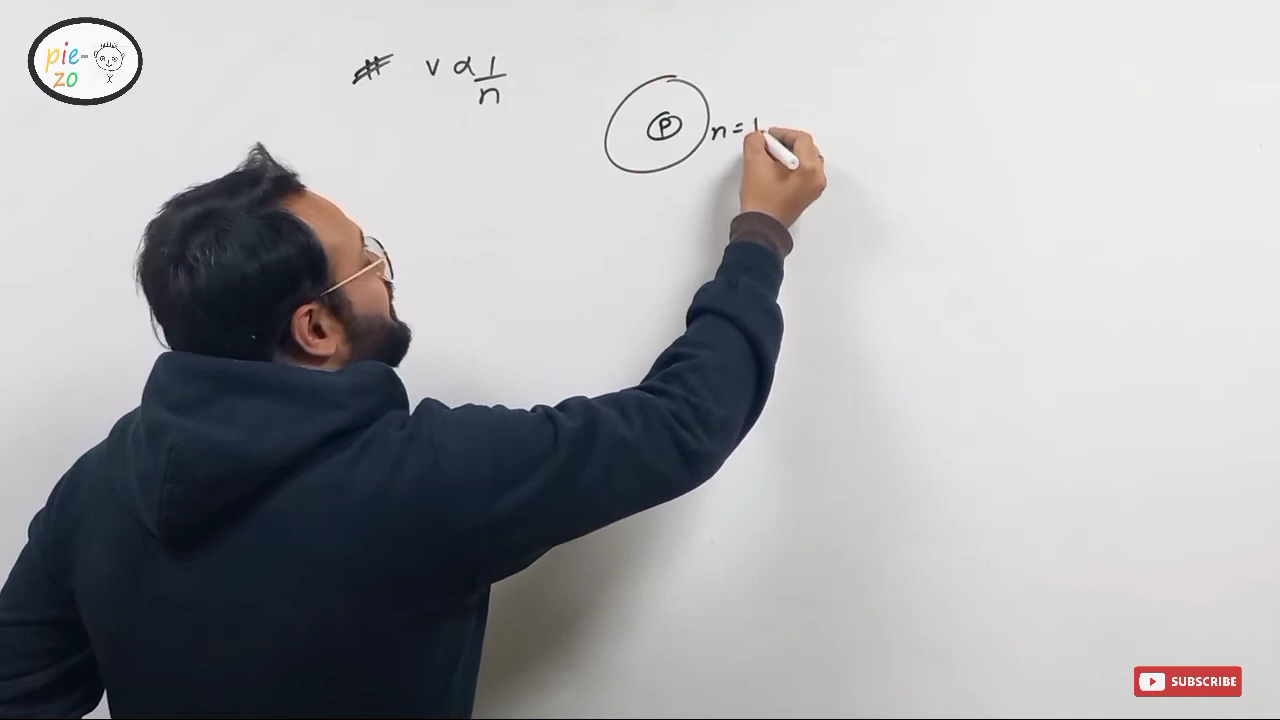 pie-
zo
# v ∝ 1/n
P
n = 1
SUBSCRIBE